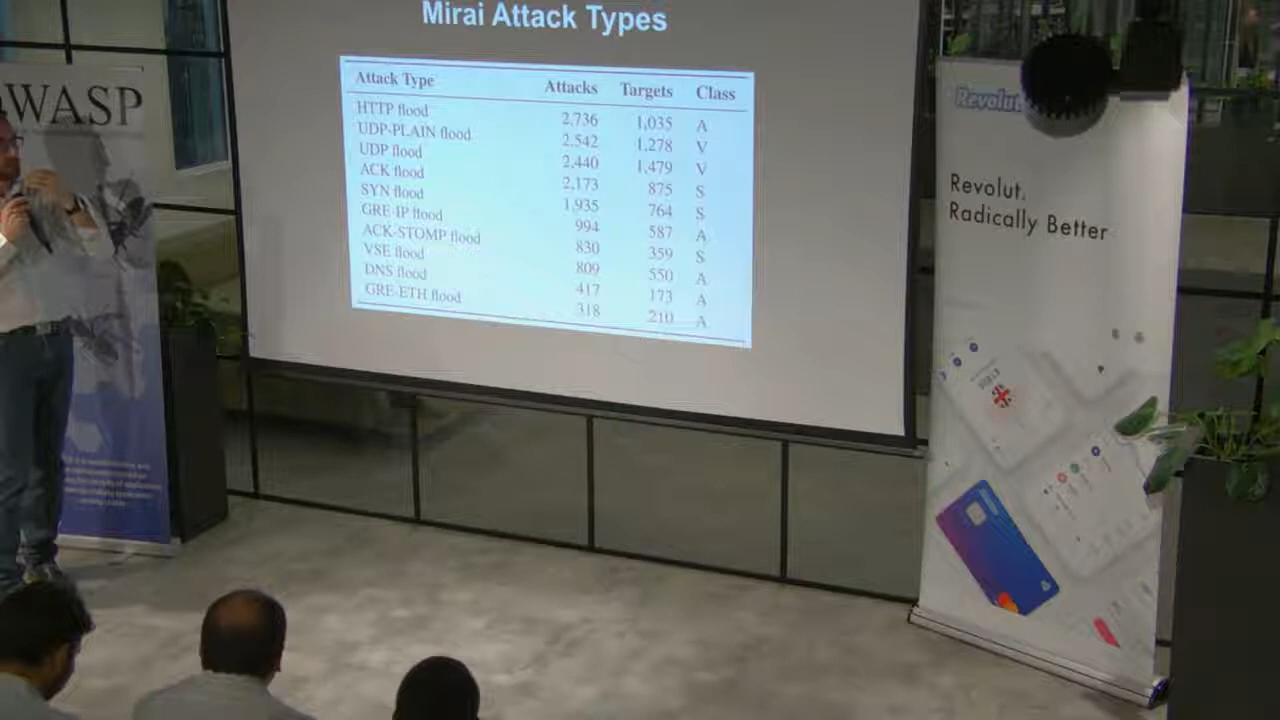 Mirai Attack Types
Attack Type Attacks Targets Class
HTTP flood 2,736 1,035 A
UDP-PLAIN flood 2,542 1,278 V
UDP flood 2,440 1,479 V
ACK flood 2,173 875 S
SYN flood 1,935 764 S
GRE-IP flood 994 587 A
ACK-STOMP flood 830 359 S
VSE flood 809 550 A
DNS flood 417 173 A
GRE-ETH flood 318 210 A
WASP
Revolut
Revolut.
Radically Better